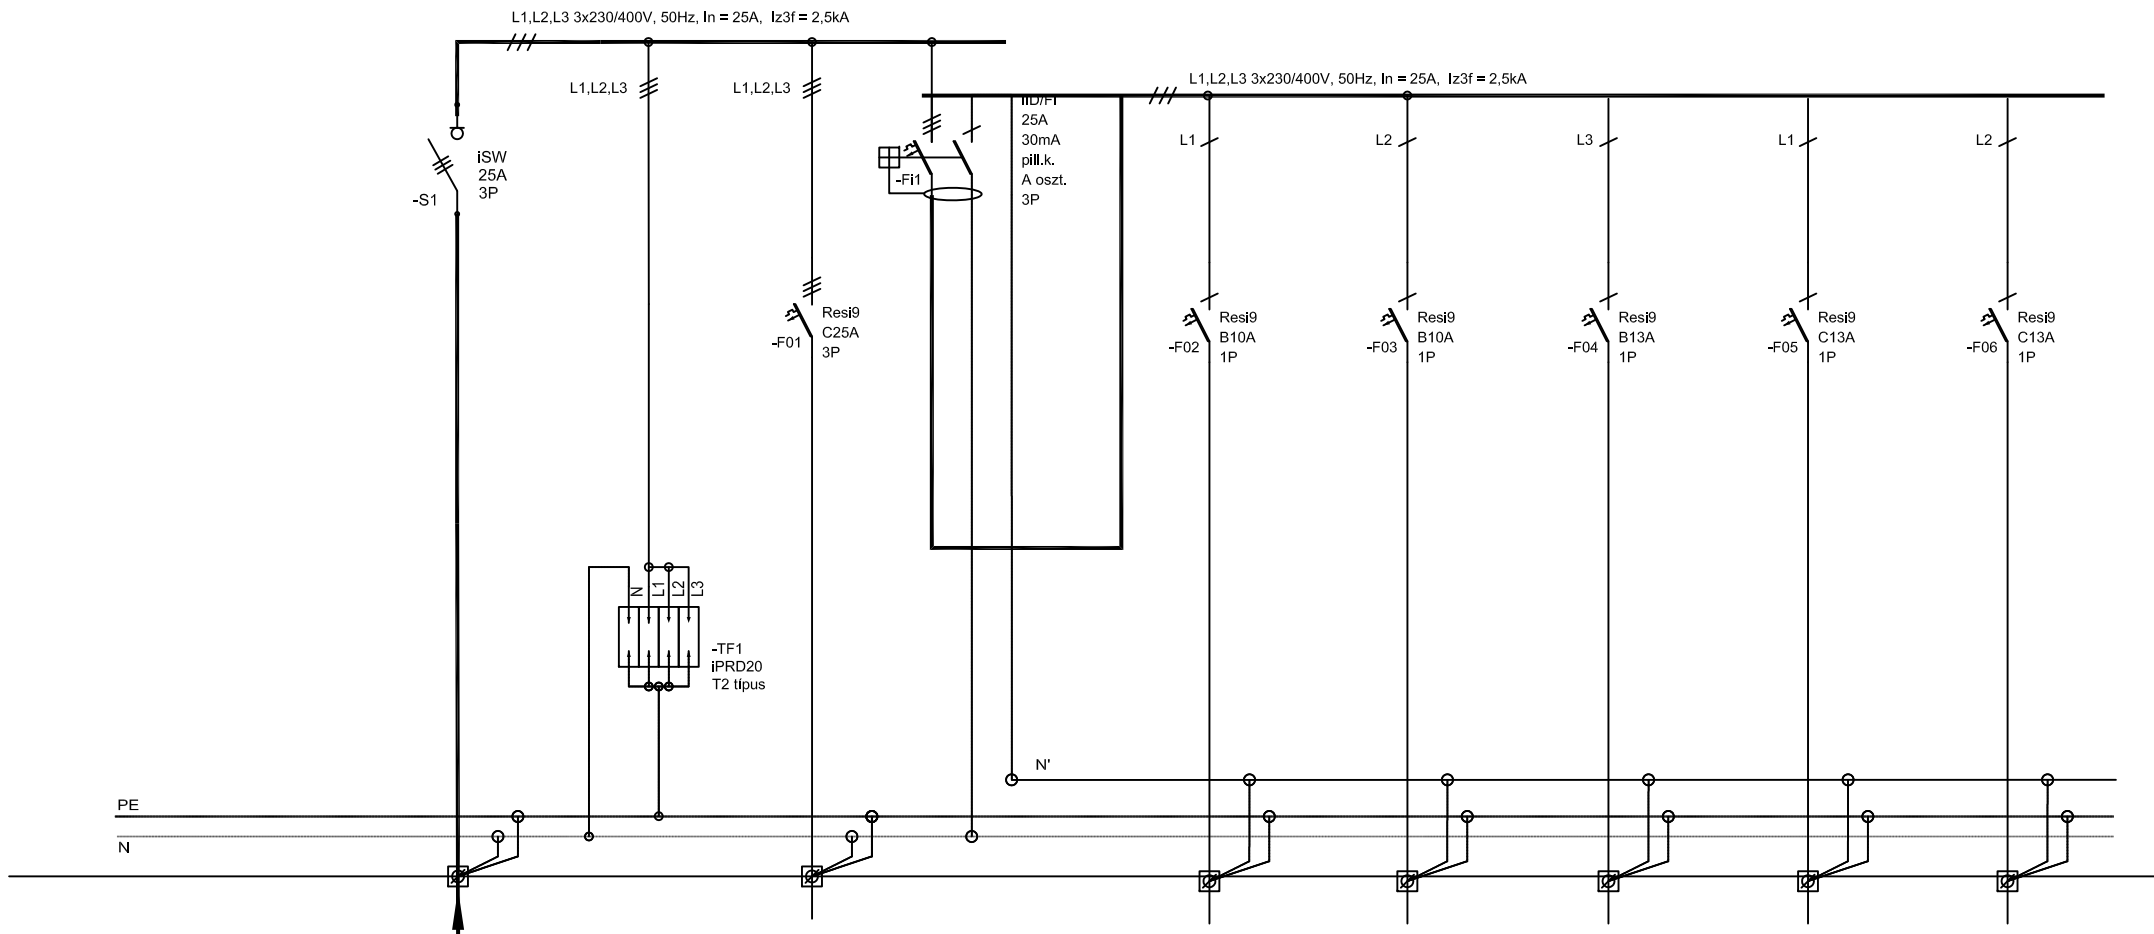 L1,L2,L3 3x230/400V, 50Hz, In = 25A, Iz3f = 2,5kA
L1,L2,L3 3x230/400V, 50Hz, In = 25A, Iz3f = 2,5kA
L1,L2,L3
L1,L2,L3
IID/FI
25A
30mA
pill.k.
A oszt.
3P
-Fi1
L1
L2
L3
L1
L2
iSW
25A
3P
-S1
Resi9
C25A
3P
-F01
Resi9
B10A
1P
-F02
Resi9
B10A
1P
-F03
Resi9
B13A
1P
-F04
Resi9
C13A
1P
-F05
Resi9
C13A
1P
-F06
N
L1
L2
L3
-TF1
iPRD20
T2 típus
N'
PE
N